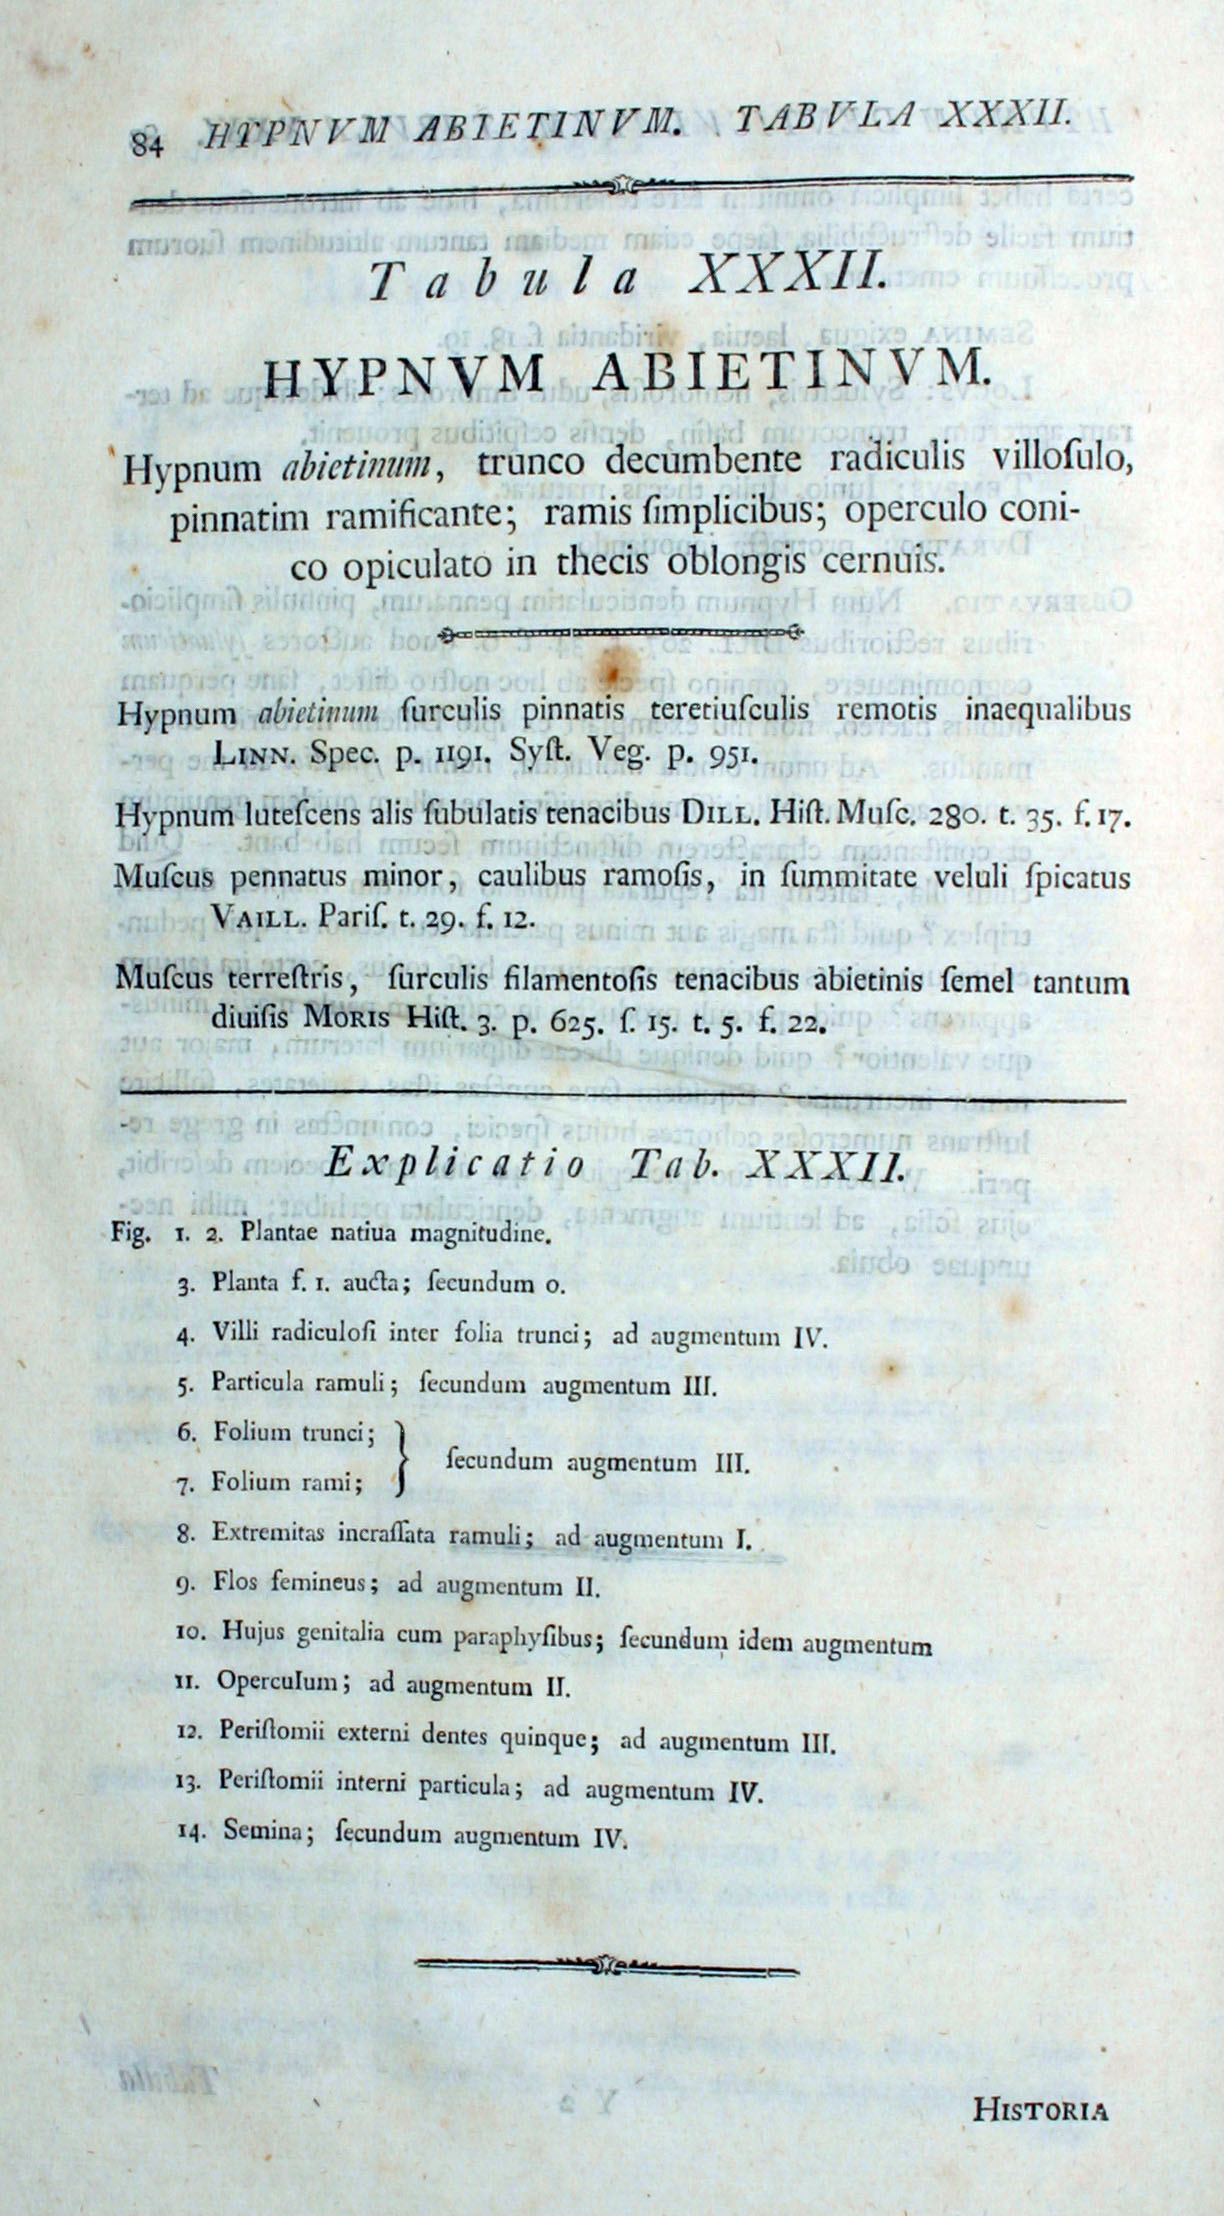 84 HYPNVM ABIETINVM. TABVLA XXXII.
Tabula XXXII.
HYPNVM ABIETINVM.
Hypnum abietinum, trunco decumbente radiculis villoſulo,
pinnatim ramificante; ramis ſimplicibus; operculo coni-
co opiculato in thecis oblongis cernuis.
Hypnum abietinum ſurculis pinnatis teretiuſculis remotis inaequalibus
LINN. Spec. p. 1191. Syſt. Veg. p. 951.
Hypnum luteſcens alis ſubulatis tenacibus DILL. Hiſt. Muſc. 280. t. 35. f. 17.
Muſcus pennatus minor, caulibus ramoſis, in ſummitate veluli ſpicatus
VAILL. Pariſ. t. 29. f. 12.
Muſcus terreſtris, ſurculis filamentoſis tenacibus abietinis ſemel tantum
diuiſis MORIS Hiſt. 3. p. 625. ſ. 15. t. 5. f. 22.
Explicatio Tab. XXXII.
Fig. 1. 2. Plantae natiua magnitudine.
3. Planta f. 1. aucta; ſecundum o.
4. Villi radiculoſi inter folia trunci; ad augmentum IV.
5. Particula ramuli; ſecundum augmentum III.
6. Folium trunci;
7. Folium rami; } ſecundum augmentum III.
8. Extremitas incraſſata ramuli; ad augmentum I.
9. Flos femineus; ad augmentum II.
10. Hujus genitalia cum paraphyſibus; ſecundum idem augmentum
11. Operculum; ad augmentum II.
12. Periſtomii externi dentes quinque; ad augmentum III.
13. Periſtomii interni particula; ad augmentum IV.
14. Semina; ſecundum augmentum IV.
HISTORIA